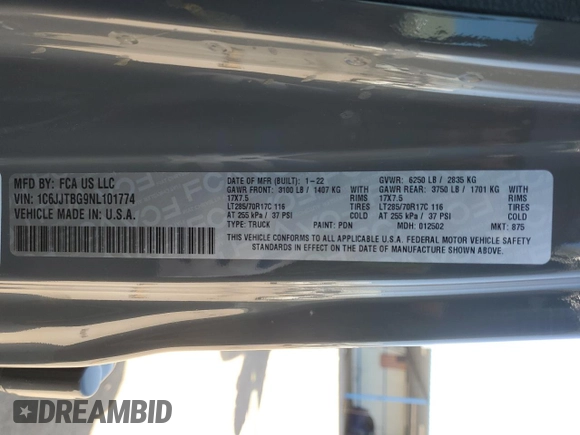 MFD BY: FCA US LLC
VIN: 1C6JJTBG9NL101774
VEHICLE MADE IN: U.S.A.
DATE OF MFR (BUILT): 1-22
GVWR: 6250 LB / 2835 KG
GAWR FRONT: 3100 LB / 1407 KG WITH
GAWR REAR: 3750 LB / 1701 KG WITH
17X7.5 RIMS
17X7.5 RIMS
LT285/70R17C 116 TIRES
LT285/70R17C 116 TIRES
AT 255 kPa / 37 PSI COLD
AT 255 kPa / 37 PSI COLD
TYPE: TRUCK PAINT: PDN MDH: 012502 MKT: 875
THIS VEHICLE CONFORMS TO ALL APPLICABLE U.S.A. FEDERAL MOTOR VEHICLE SAFETY
STANDARDS IN EFFECT ON THE DATE OF MANUFACTURE SHOWN ABOVE
DREAMBID